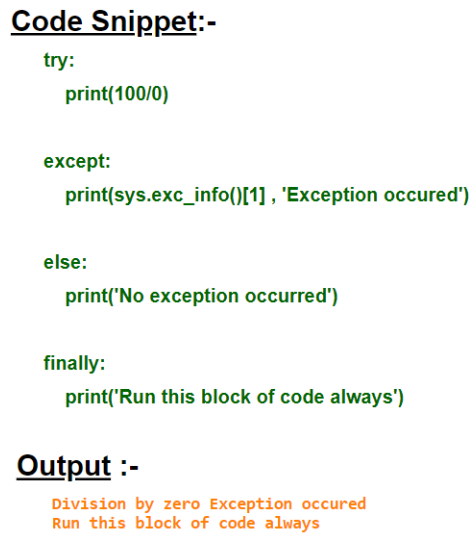 Code Snippet:-
try:
print(100/0)
except:
print(sys.exc_info()[1] , 'Exception occured')
else:
print('No exception occurred')
finally:
print('Run this block of code always')
Output :-
Division by zero Exception occured
Run this block of code always